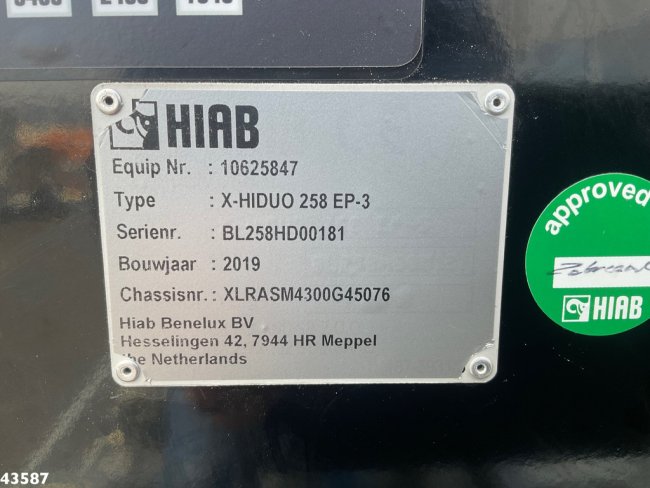 HIAB
Equip Nr. : 10625847
Type : X-HIDUO 258 EP-3
Serienr. : BL258HD00181
Bouwjaar : 2019
Chassisnr. : XLRASM4300G45076
Hiab Benelux BV
Hesselingen 42, 7944 HR Meppel
the Netherlands
approved
HIAB
43587